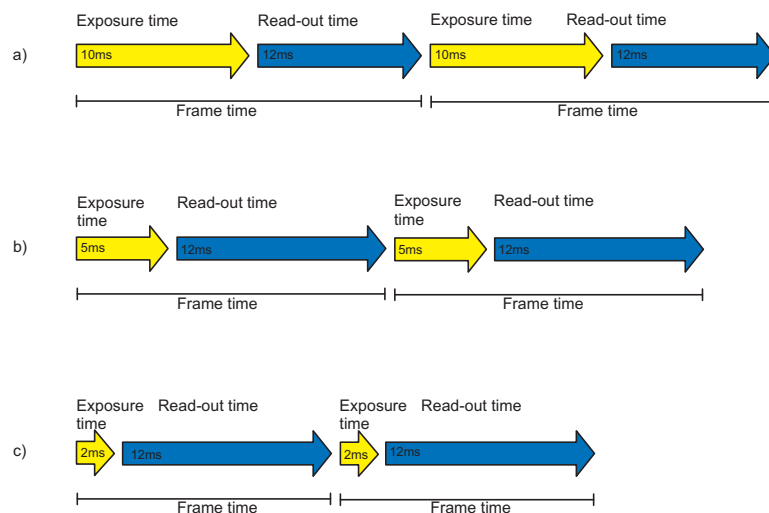 Exposure time Read-out time Exposure time Read-out time
a) 10ms 12ms 10ms 12ms
Frame time Frame time
Exposure
time Read-out time Exposure
time Read-out time
b) 5ms 12ms 5ms 12ms
Frame time Frame time
Exposure
time Read-out time Exposure
time Read-out time
c) 2ms 12ms 2ms 12ms
Frame time Frame time